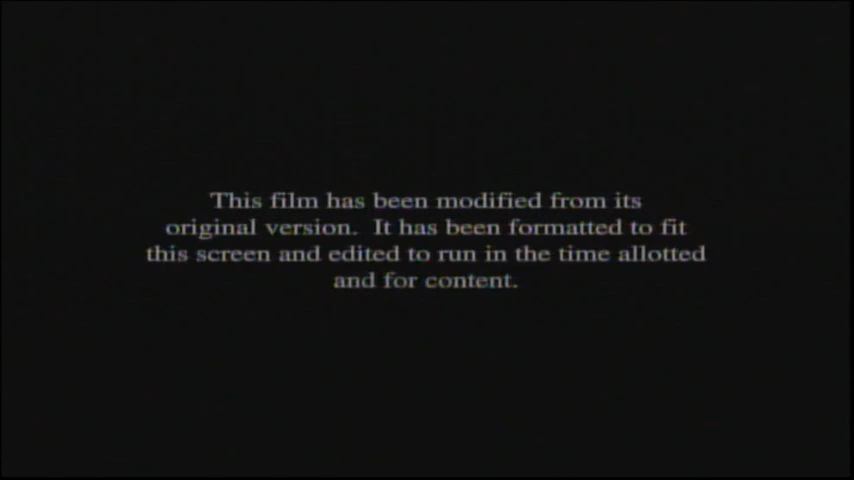 This film has been modified from its
original version.  It has been formatted to fit
this screen and edited to run in the time allotted
and for content.